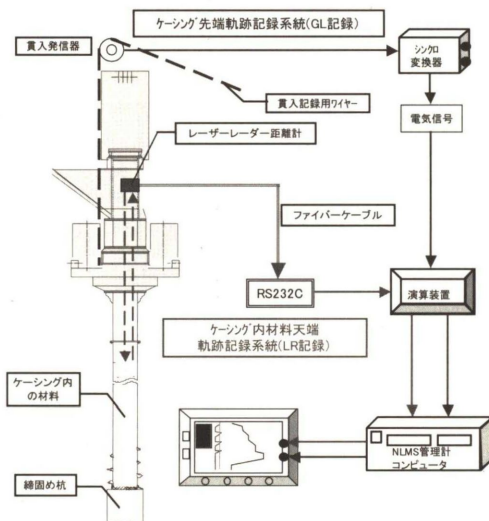 ケーシング先端軌跡記録系統(GL記録)
貫入発信器
シンクロ
変換器
貫入記録用ワイヤー
電気信号
レーザーレーダー距離計
ファイバーケーブル
RS232C
演算装置
ケーシング内材料天端
軌跡記録系統(LR記録)
ケーシング内
の材料
NLMS管理計
コンピュータ
締固め杭